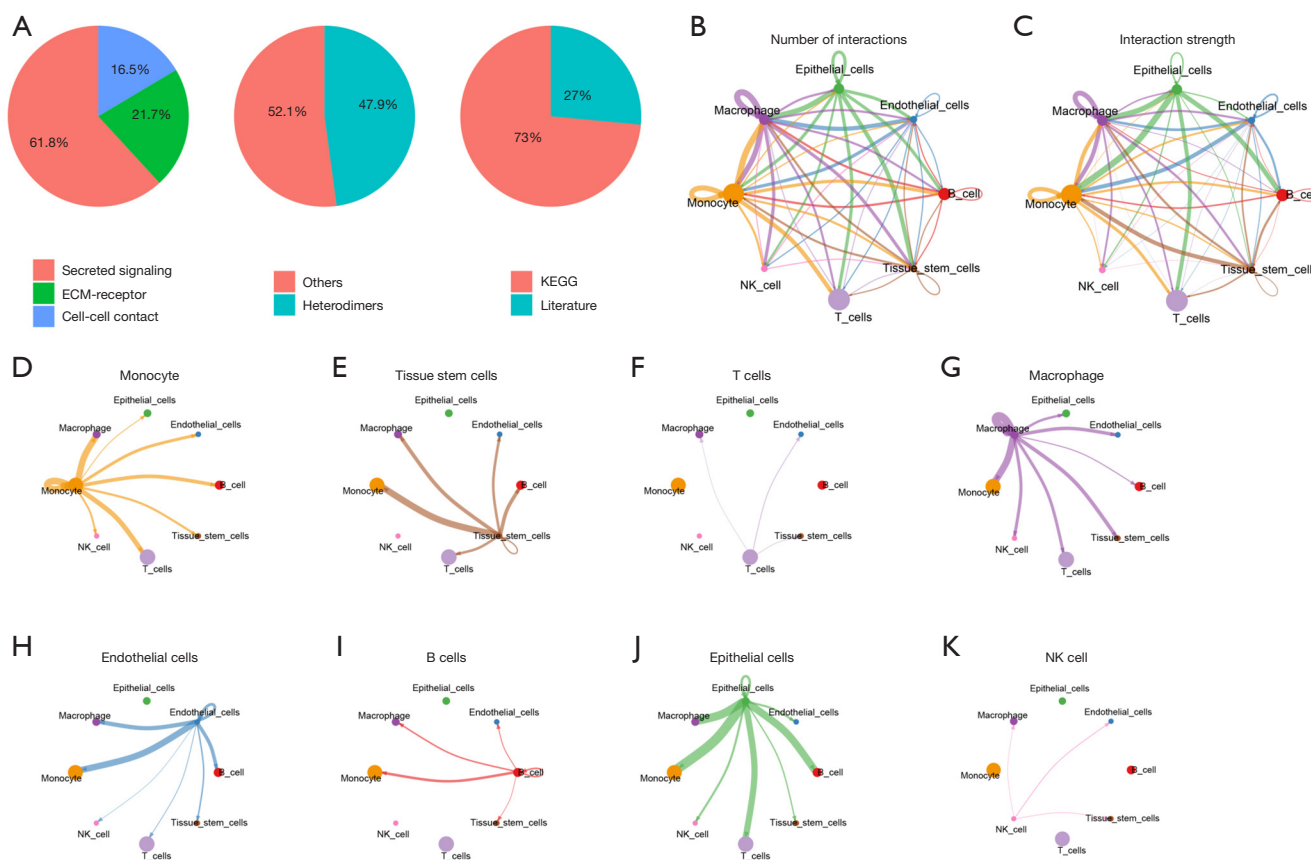 A
16.5%
21.7%
61.8%
52.1%
47.9%
27%
73%
Secreted signaling
ECM-receptor
Cell-cell contact
Others
Heterodimers
KEGG
Literature
B
Number of interactions
Epithelial_cells
Macrophage
Endothelial_cells
Monocyte
B_cell
NK_cell
Tissue_stem_cells
T_cells
C
Interaction strength
Epithelial_cells
Macrophage
Endothelial_cells
Monocyte
B_cell
NK_cell
Tissue_stem_cells
T_cells
D
Monocyte
Epithelial_cells
Macrophage
Endothelial_cells
Monocyte
B_cell
NK_cell
Tissue_stem_cells
T_cells
E
Tissue stem cells
Epithelial_cells
Macrophage
Endothelial_cells
Monocyte
B_cell
NK_cell
Tissue_stem_cells
T_cells
F
T cells
Epithelial_cells
Macrophage
Endothelial_cells
Monocyte
B_cell
NK_cell
Tissue_stem_cells
T_cells
G
Macrophage
Epithelial_cells
Macrophage
Endothelial_cells
Monocyte
B_cell
NK_cell
Tissue_stem_cells
T_cells
H
Endothelial cells
Epithelial_cells
Macrophage
Endothelial_cells
Monocyte
B_cell
NK_cell
Tissue_stem_cells
T_cells
I
B cells
Epithelial_cells
Macrophage
Endothelial_cells
Monocyte
B_cell
NK_cell
Tissue_stem_cells
T_cells
J
Epithelial cells
Epithelial_cells
Macrophage
Endothelial_cells
Monocyte
B_cell
NK_cell
Tissue_stem_cells
T_cells
K
NK cell
Epithelial_cells
Macrophage
Endothelial_cells
Monocyte
B_cell
NK_cell
Tissue_stem_cells
T_cells